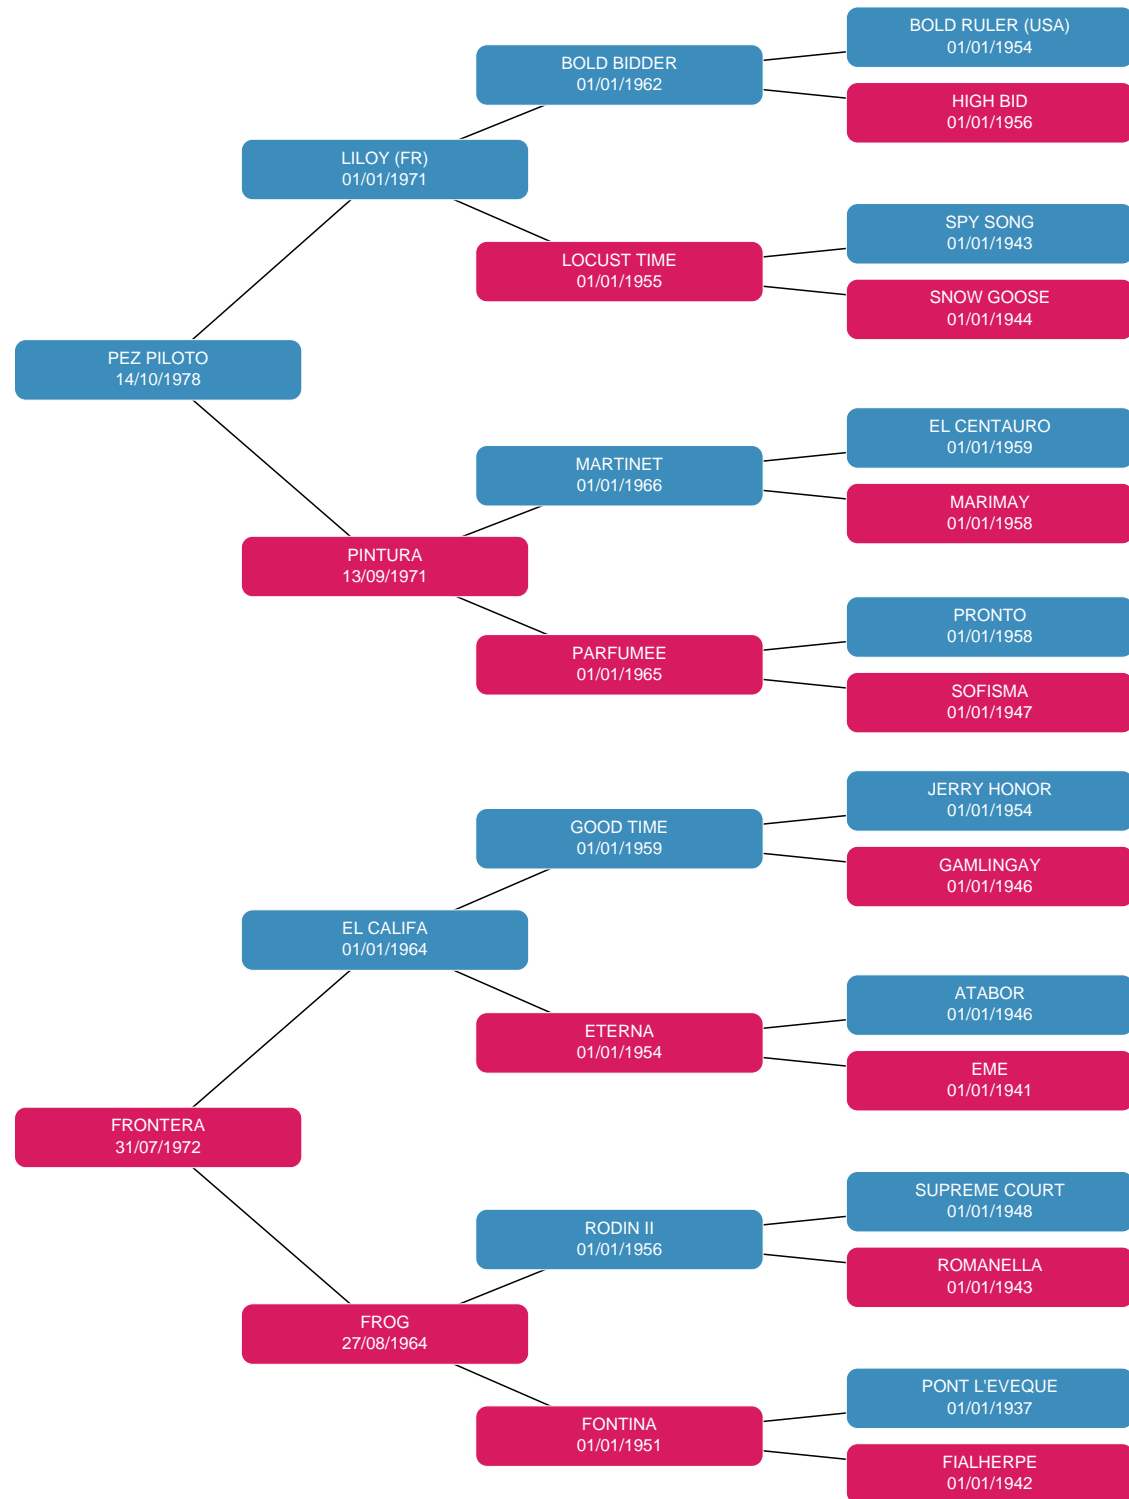 BOLD RULER (USA)
01/01/1954
BOLD BIDDER
01/01/1962
HIGH BID
01/01/1956
LILOY (FR)
01/01/1971
SPY SONG
01/01/1943
LOCUST TIME
01/01/1955
SNOW GOOSE
01/01/1944
PEZ PILOTO
14/10/1978
EL CENTAURO
01/01/1959
MARTINET
01/01/1966
MARIMAY
01/01/1958
PINTURA
13/09/1971
PRONTO
01/01/1958
PARFUMEE
01/01/1965
SOFISMA
01/01/1947
JERRY HONOR
01/01/1954
GOOD TIME
01/01/1959
GAMLINGAY
01/01/1946
EL CALIFA
01/01/1964
ATABOR
01/01/1946
ETERNA
01/01/1954
EME
01/01/1941
FRONTERA
31/07/1972
SUPREME COURT
01/01/1948
RODIN II
01/01/1956
ROMANELLA
01/01/1943
FROG
27/08/1964
PONT L'EVEQUE
01/01/1937
FONTINA
01/01/1951
FIALHERPE
01/01/1942